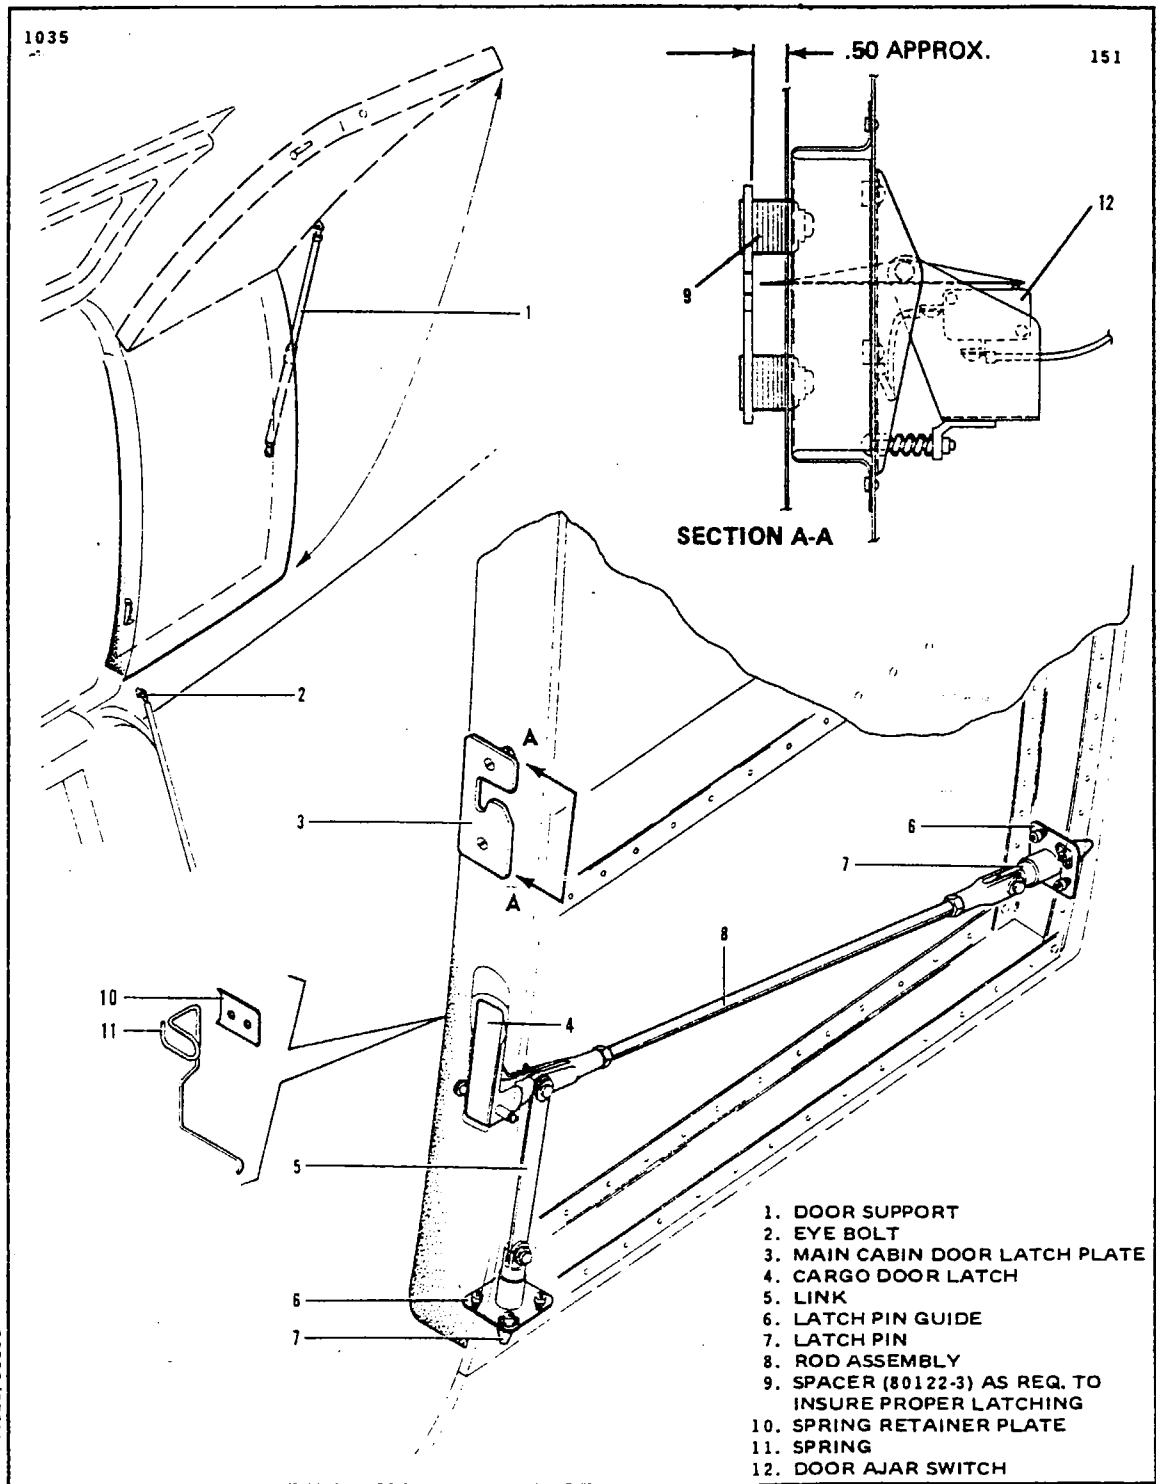 1035
.50 APPROX.
151
12
9
1
SECTION A-A
2
A
3
A
6
7
8
10
11
4
5
6
7
1. DOOR SUPPORT
2. EYE BOLT
3. MAIN CABIN DOOR LATCH PLATE
4. CARGO DOOR LATCH
5. LINK
6. LATCH PIN GUIDE
7. LATCH PIN
8. ROD ASSEMBLY
9. SPACER (80122-3) AS REQ. TO
INSURE PROPER LATCHING
10. SPRING RETAINER PLATE
11. SPRING
12. DOOR AJAR SWITCH